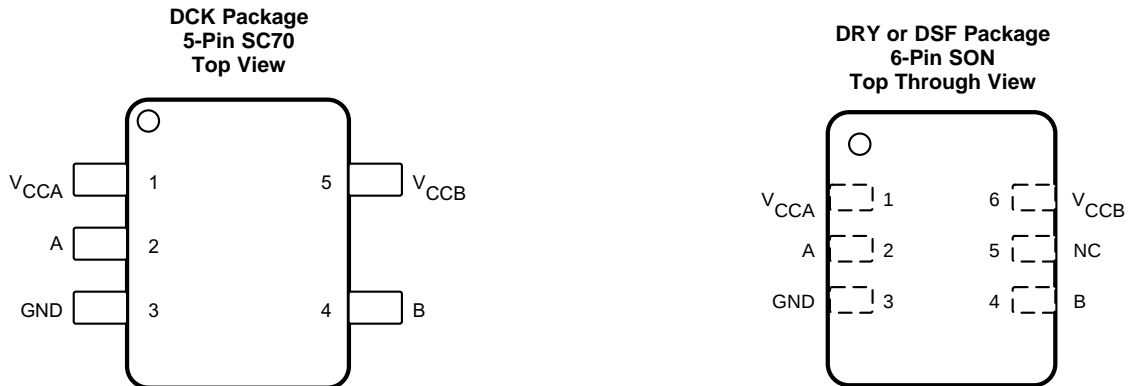 DCK Package
5-Pin SC70
Top View
VCCA 1 5 VCCB
A 2
GND 3 4 B
DRY or DSF Package
6-Pin SON
Top Through View
VCCA 1 6 VCCB
A 2 5 NC
GND 3 4 B